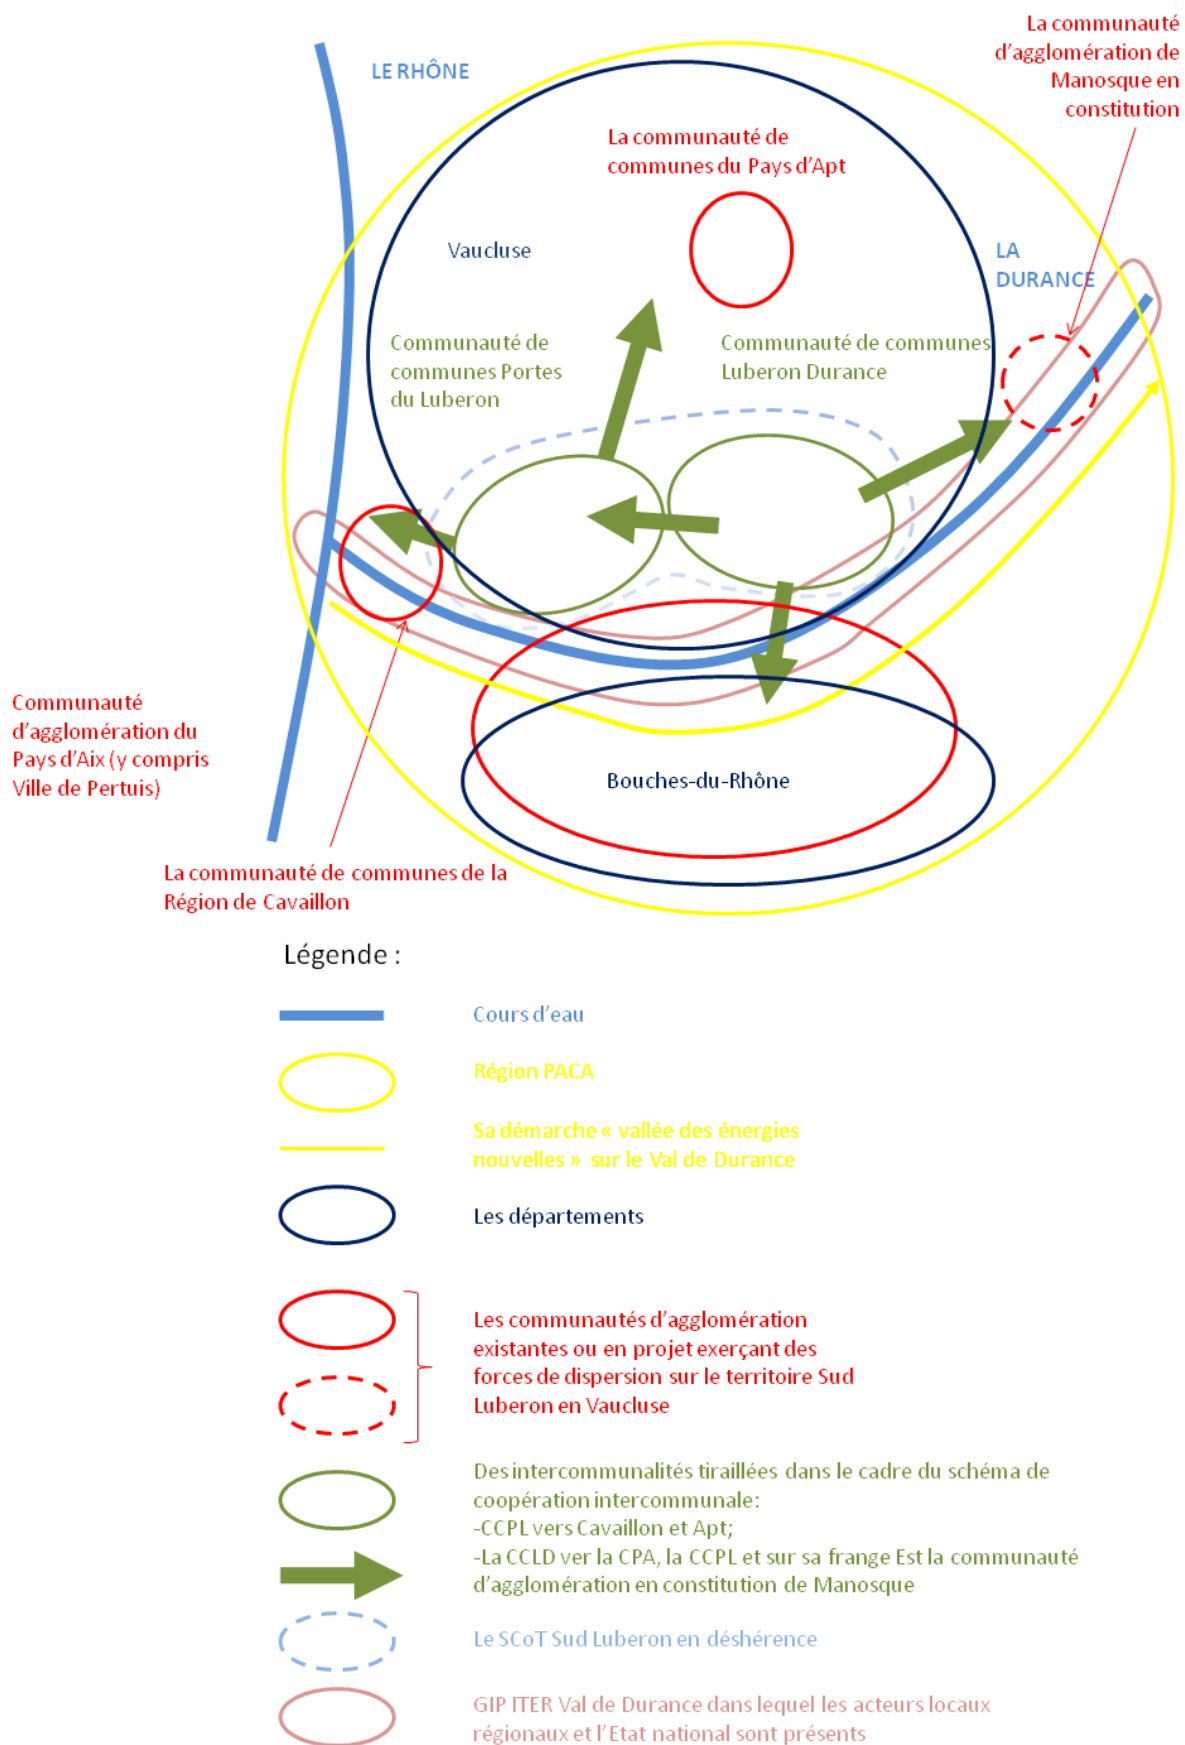 La communauté
d'agglomération de
Manosque en
constitution
LE RHÔNE
La communauté de
communes du Pays d'Apt
Vaucluse
LA
DURANCE
Communauté de
communes Portes
du Luberon
Communauté de communes
Luberon Durance
Communauté
d'agglomération du
Pays d'Aix (y compris
Ville de Pertuis)
Bouches-du-Rhône
La communauté de communes de la
Région de Cavaillon
Légende :
Cours d'eau
Région PACA
Sa démarche « vallée des énergies
nouvelles » sur le Val de Durance
Les départements
Les communautés d'agglomération
existantes ou en projet exerçant des
forces de dispersion sur le territoire Sud
Luberon en Vaucluse
Des intercommunalités tiraillées dans le cadre du schéma de
coopération intercommunale:
-CCPL vers Cavaillon et Apt;
-La CCLD ver la CPA, la CCPL et sur sa frange Est la communauté
d'agglomération en constitution de Manosque
Le SCoT Sud Luberon en déshérence
GIP ITER Val de Durance dans lequel les acteurs locaux
régionaux et l'Etat national sont présents